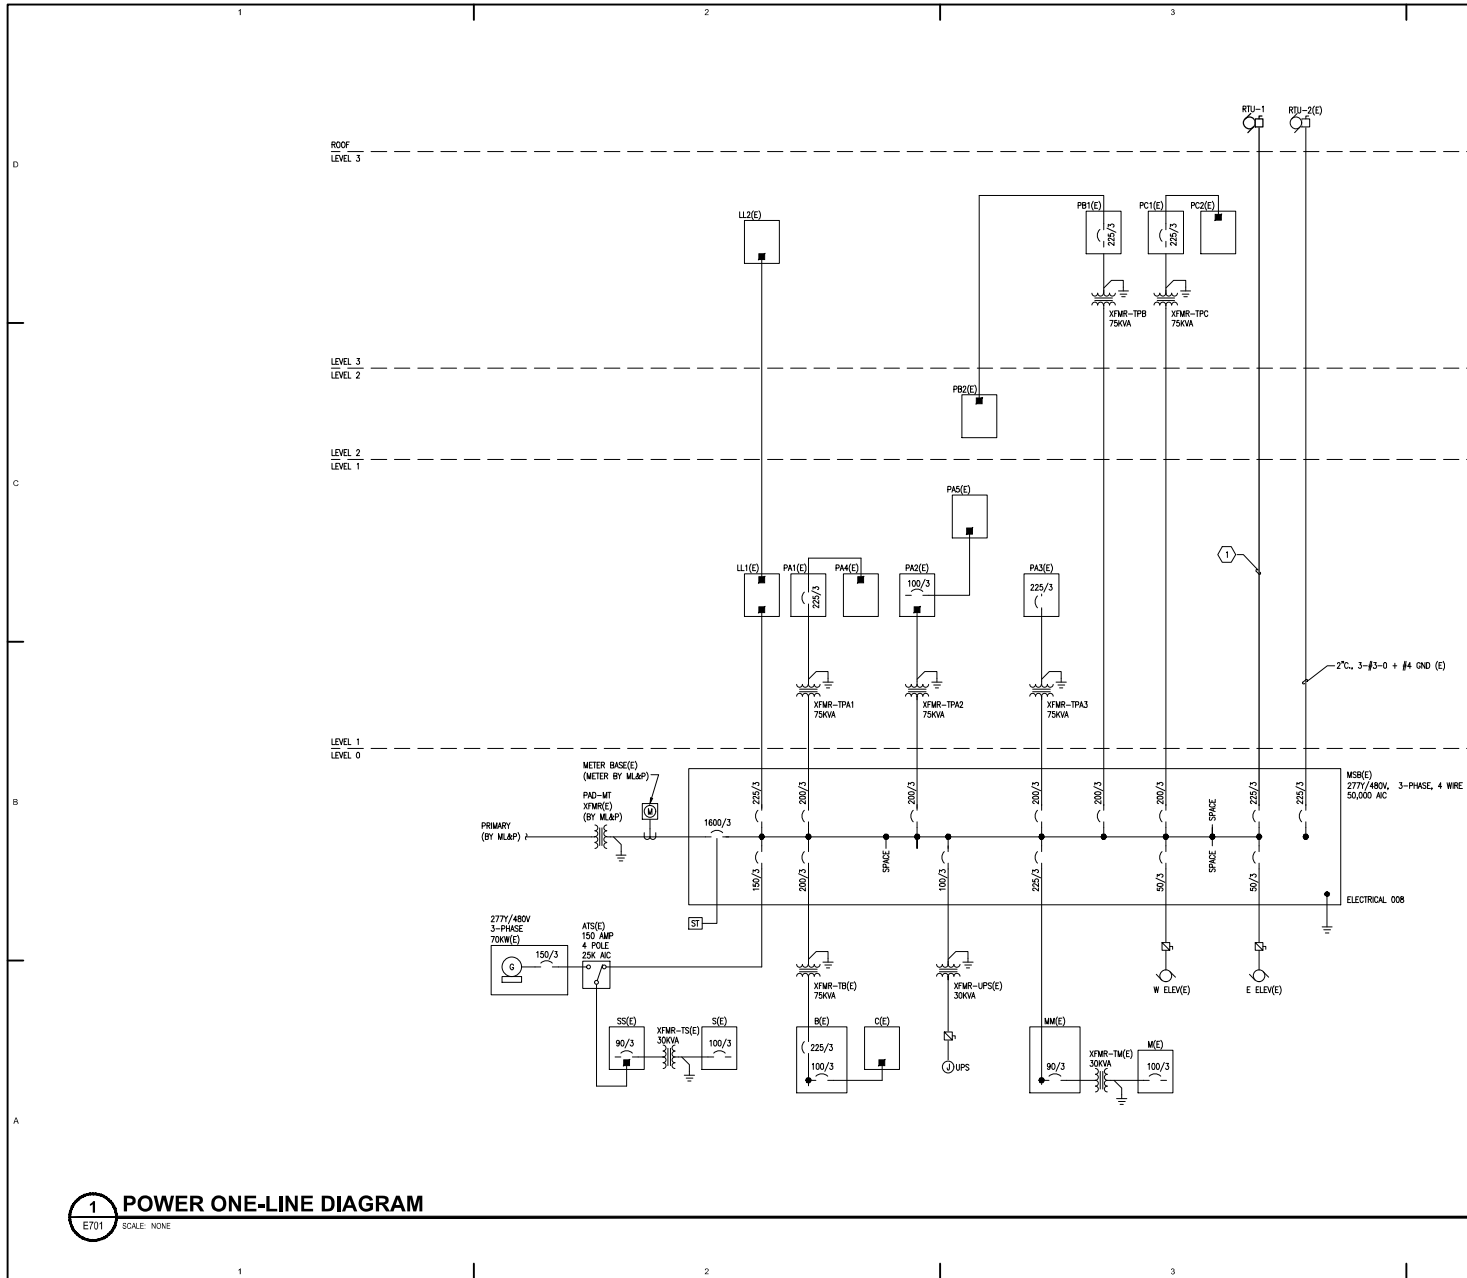 1
2
3
RTU-1
RTU-2(E)
ROOF
LEVEL 3
D
LL2(E)
PB1(E)
PC1(E)
PC2(E)
225/3
225/3
XFMR-TPB
75KVA
XFMR-TPC
75KVA
LEVEL 3
LEVEL 2
PB2(E)
LEVEL 2
LEVEL 1
C
PA5(E)
1
LL1(E)
PA1(E)
PA4(E)
PA2(E)
PA3(E)
225/3
100/3
225/3
2"C., 3-#3-0 + #4 GND (E)
XFMR-TPA1
75KVA
XFMR-TPA2
75KVA
XFMR-TPA3
75KVA
LEVEL 1
LEVEL 0
METER BASE(E)
(METER BY ML&P)
PAD-MT
XFMR(E)
(BY ML&P)
M
PRIMARY
(BY ML&P)
MSB(E)
277Y/480V, 3-PHASE, 4 WIRE
50,000 AIC
B
1600/3
225/3
200/3
200/3
200/3
200/3
200/3
SPACE
225/3
225/3
150/3
200/3
SPACE
100/3
225/3
50/3
SPACE
50/3
ELECTRICAL 008
ST
277Y/480V
3-PHASE
70KW(E)
G
150/3
ATS(E)
150 AMP
4 POLE
25K AIC
XFMR-TB(E)
75KVA
XFMR-UPS(E)
30KVA
W ELEV(E)
E ELEV(E)
SS(E)
90/3
XFMR-TS(E)
30KVA
S(E)
100/3
B(E)
225/3
100/3
C(E)
J UPS
MM(E)
90/3
XFMR-TM(E)
30KVA
M(E)
100/3
A
1
E701
POWER ONE-LINE DIAGRAM
SCALE: NONE
1
2
3